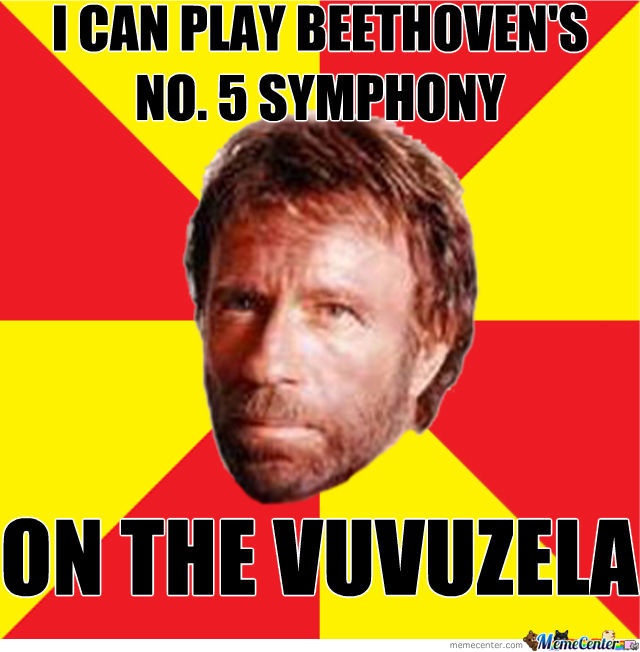 I CAN PLAY BEETHOVEN'S
NO. 5 SYMPHONY
ON THE VUVUZELA
memecenter.com MemeCenter